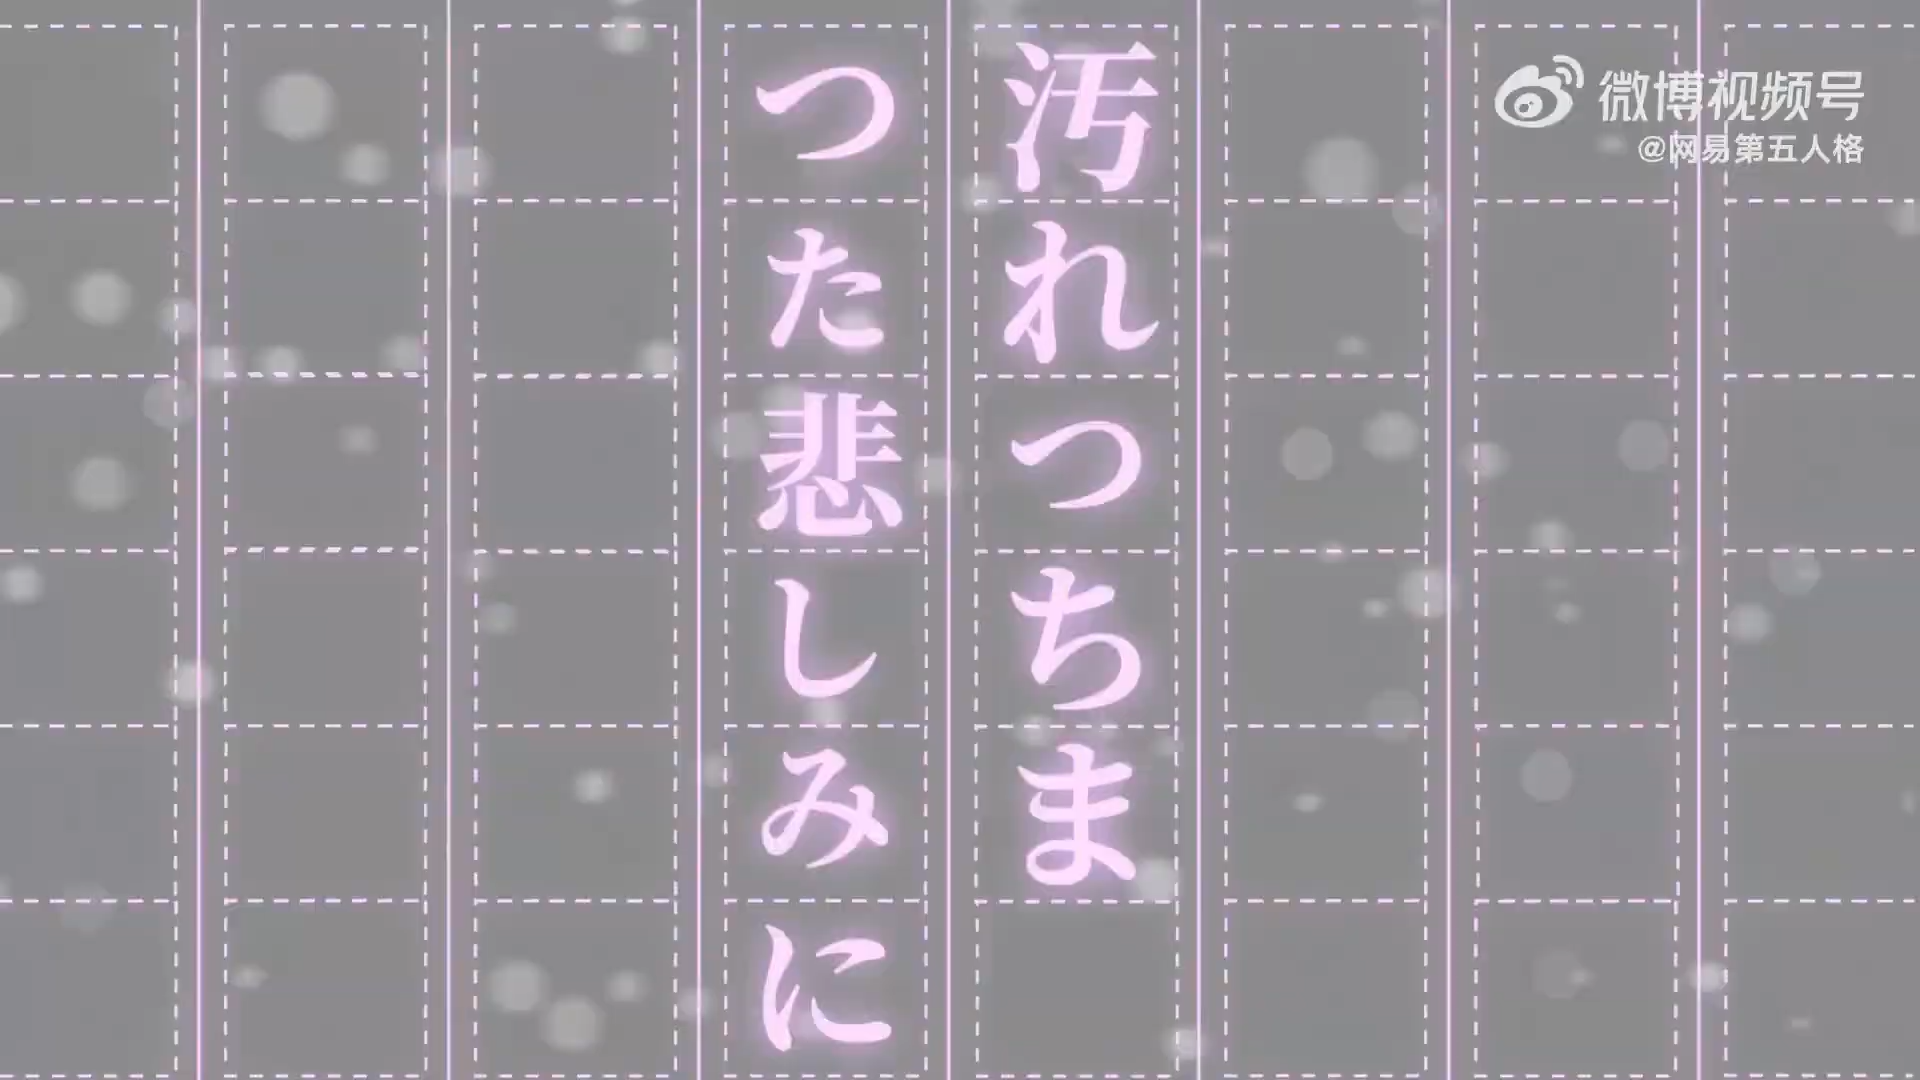 汚れっちま
つた悲しみに
微博视频号
@网易第五人格